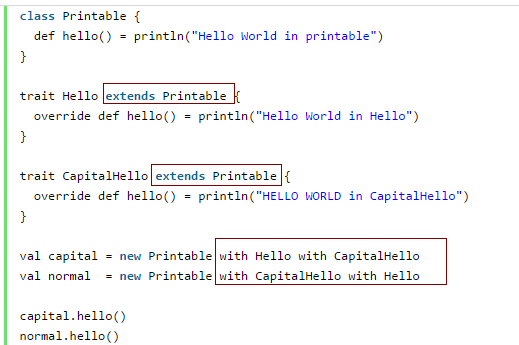 class Printable {
  def hello() = println("Hello World in printable")
}
trait Hello extends Printable {
  override def hello() = println("Hello World in Hello")
}
trait CapitalHello extends Printable {
  override def hello() = println("HELLO WORLD in CapitalHello")
}
val capital = new Printable with Hello with CapitalHello
val normal  = new Printable with CapitalHello with Hello
capital.hello()
normal.hello()